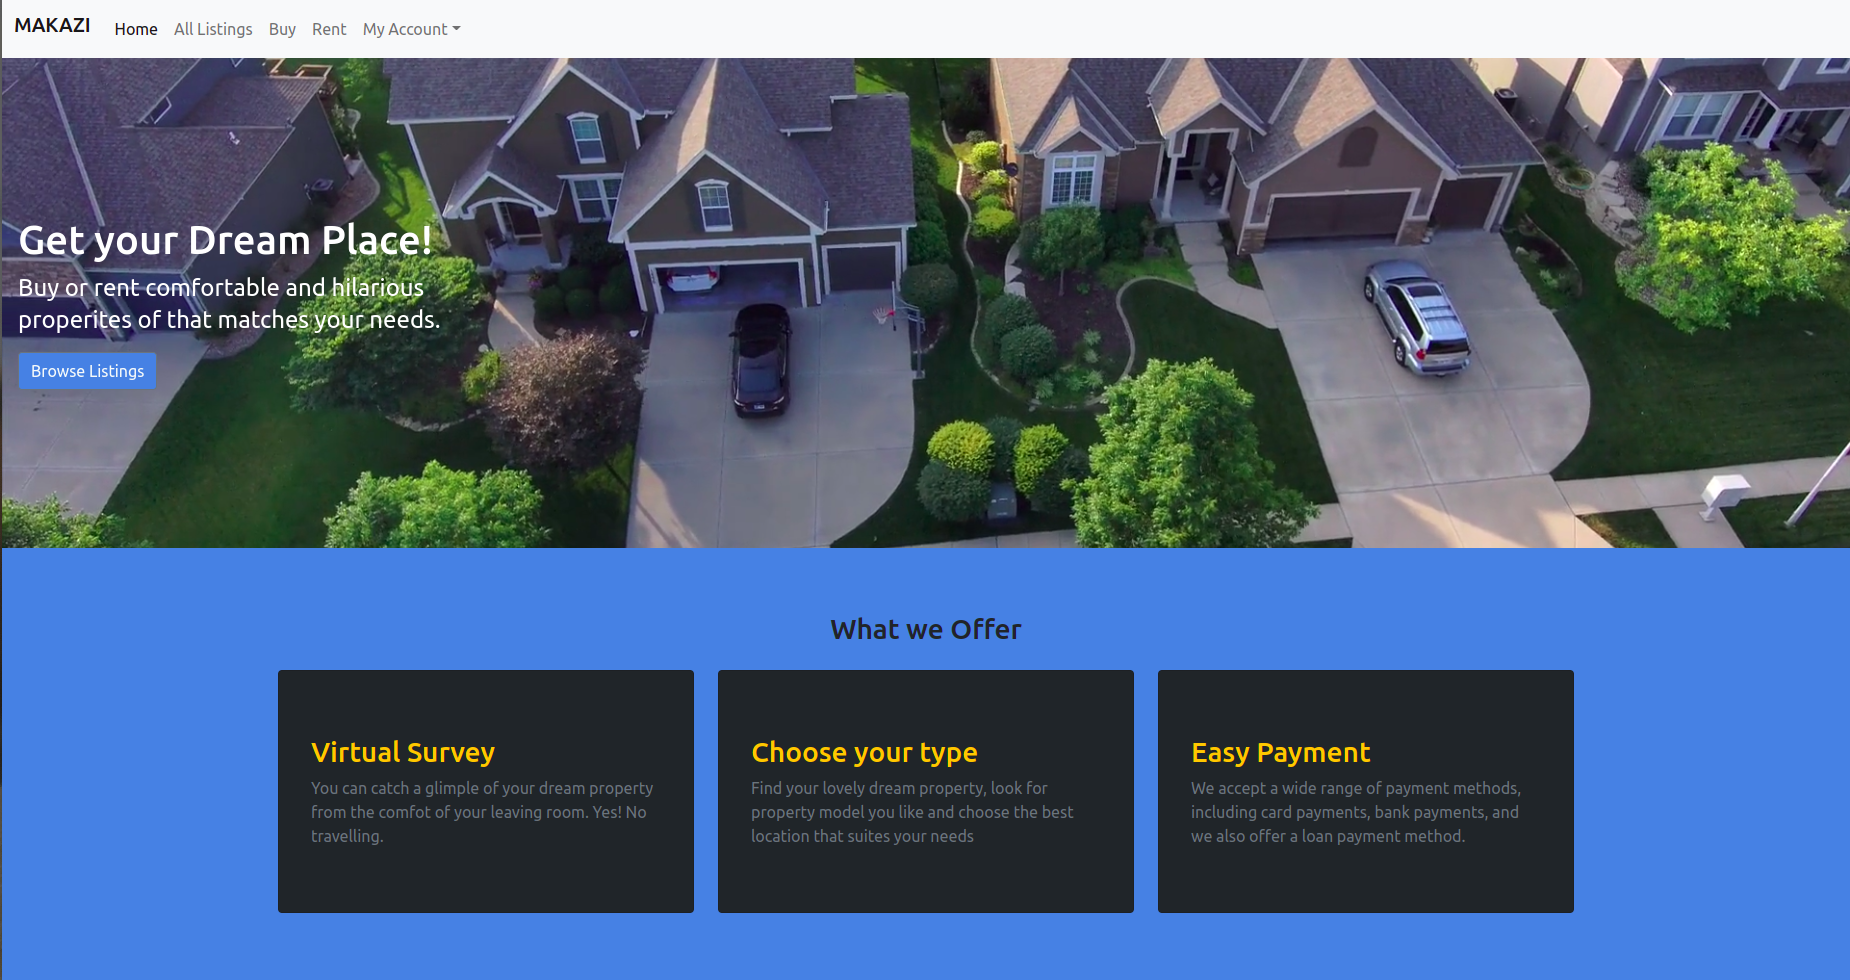 MAKAZI Home All Listings Buy Rent My Account
Get your Dream Place!
Buy or rent comfortable and hilarious
properites of that matches your needs.
Browse Listings
What we Offer
Virtual Survey
You can catch a glimple of your dream property
from the comfot of your leaving room. Yes! No
travelling.
Choose your type
Find your lovely dream property, look for
property model you like and choose the best
location that suites your needs
Easy Payment
We accept a wide range of payment methods,
including card payments, bank payments, and
we also offer a loan payment method.